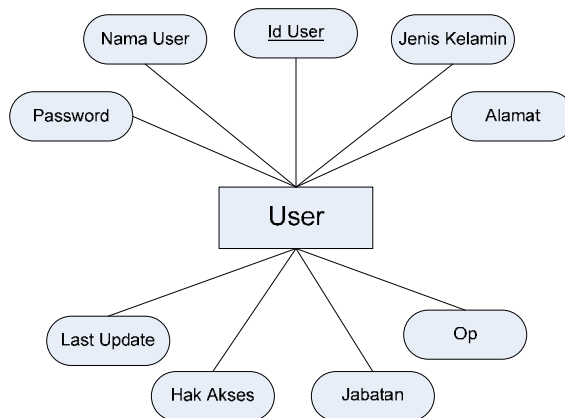 Id User
Nama User
Jenis Kelamin
Password
Alamat
User
Last Update
Op
Hak Akses
Jabatan